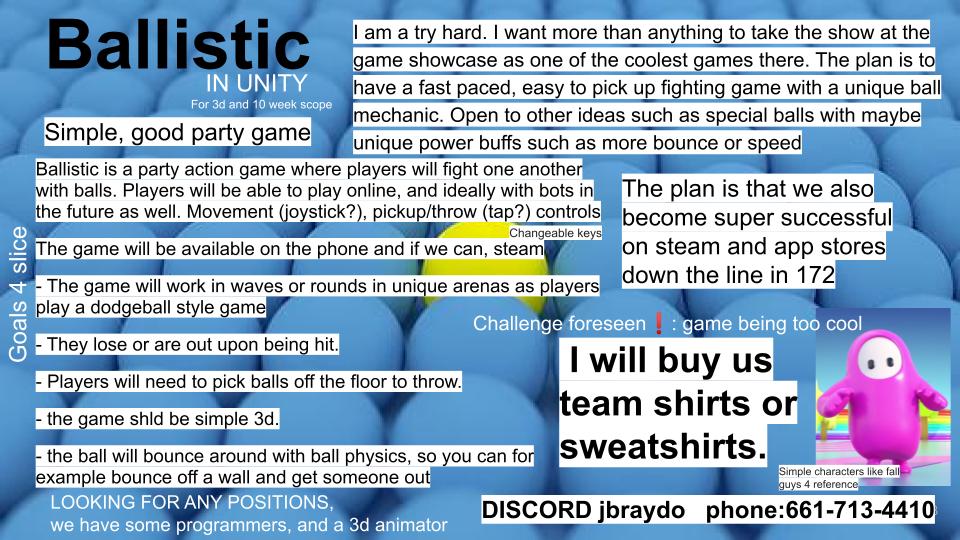 Ballistic
IN UNITY
For 3d and 10 week scope
Simple, good party game
I am a try hard. I want more than anything to take the show at the
game showcase as one of the coolest games there. The plan is to
have a fast paced, easy to pick up fighting game with a unique ball
mechanic. Open to other ideas such as special balls with maybe
unique power buffs such as more bounce or speed
Ballistic is a party action game where players will fight one another
with balls. Players will be able to play online, and ideally with bots in
the future as well. Movement (joystick?), pickup/throw (tap?) controls
Changeable keys
The game will be available on the phone and if we can, steam
- The game will work in waves or rounds in unique arenas as players
play a dodgeball style game
- They lose or are out upon being hit.
- Players will need to pick balls off the floor to throw.
- the game shld be simple 3d.
- the ball will bounce around with ball physics, so you can for
example bounce off a wall and get someone out
Goals 4 slice
LOOKING FOR ANY POSITIONS,
we have some programmers, and a 3d animator
The plan is that we also
become super successful
on steam and app stores
down the line in 172
Challenge foreseen❗: game being too cool
I will buy us
team shirts or
sweatshirts.
Simple characters like fall
guys 4 reference
DISCORD jbraydo phone:661-713-4410